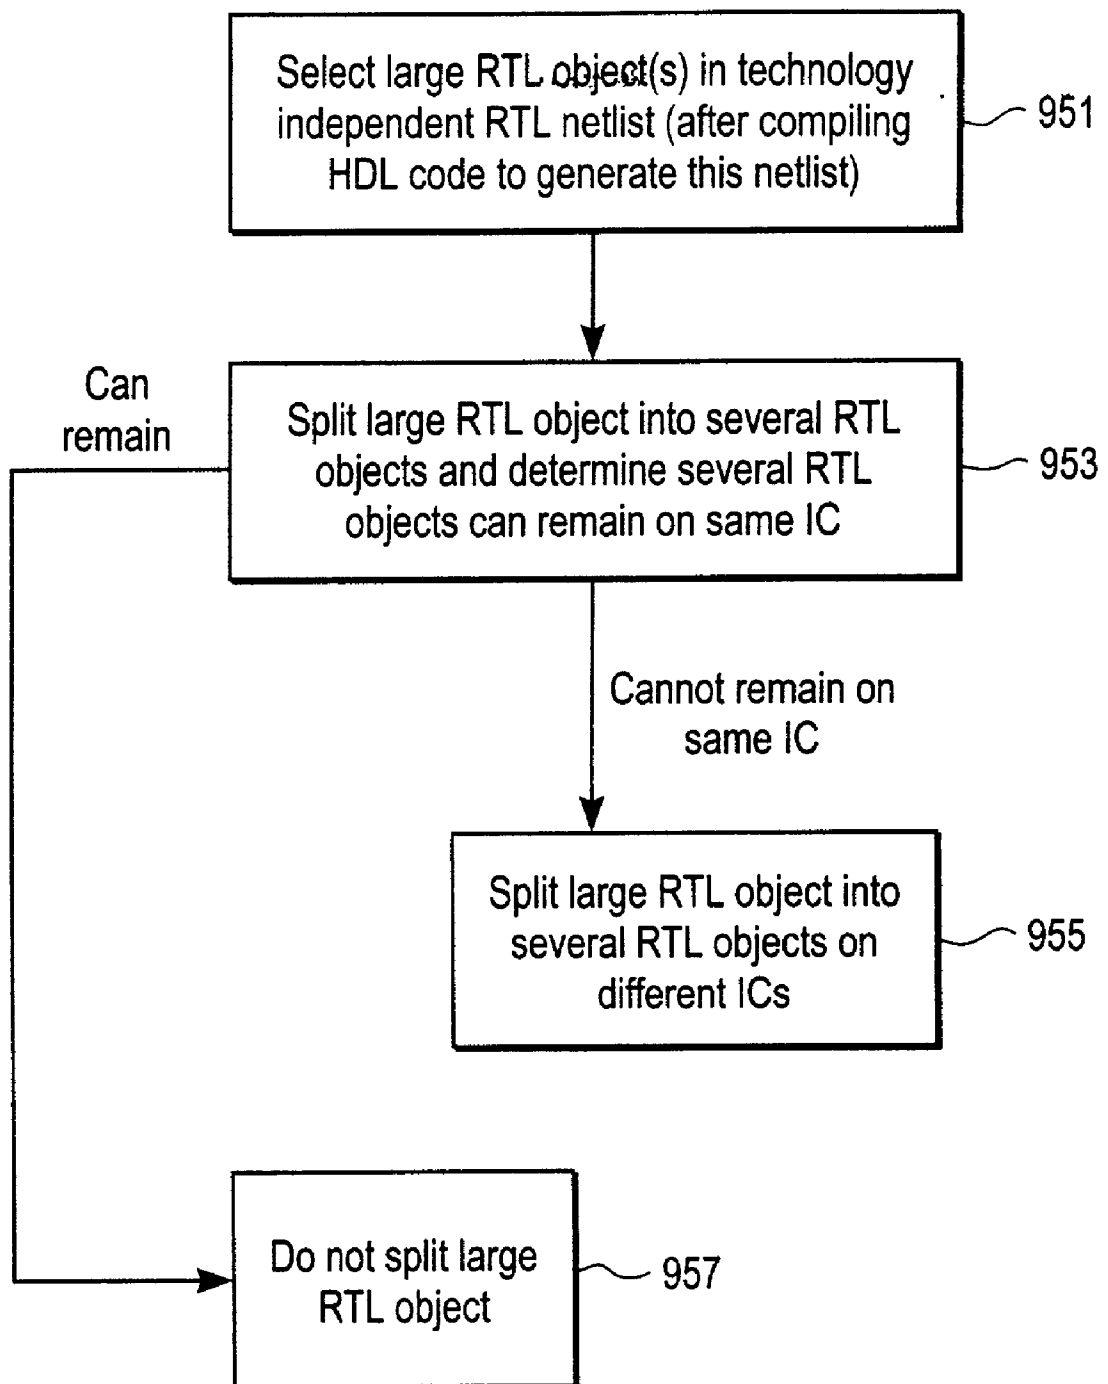 Select large RTL object(s) in technology
independent RTL netlist (after compiling
HDL code to generate this netlist)
951
Can
remain
Split large RTL object into several RTL
objects and determine several RTL
objects can remain on same IC
953
Cannot remain on
same IC
Split large RTL object into
several RTL objects on
different ICs
955
Do not split large
RTL object
957